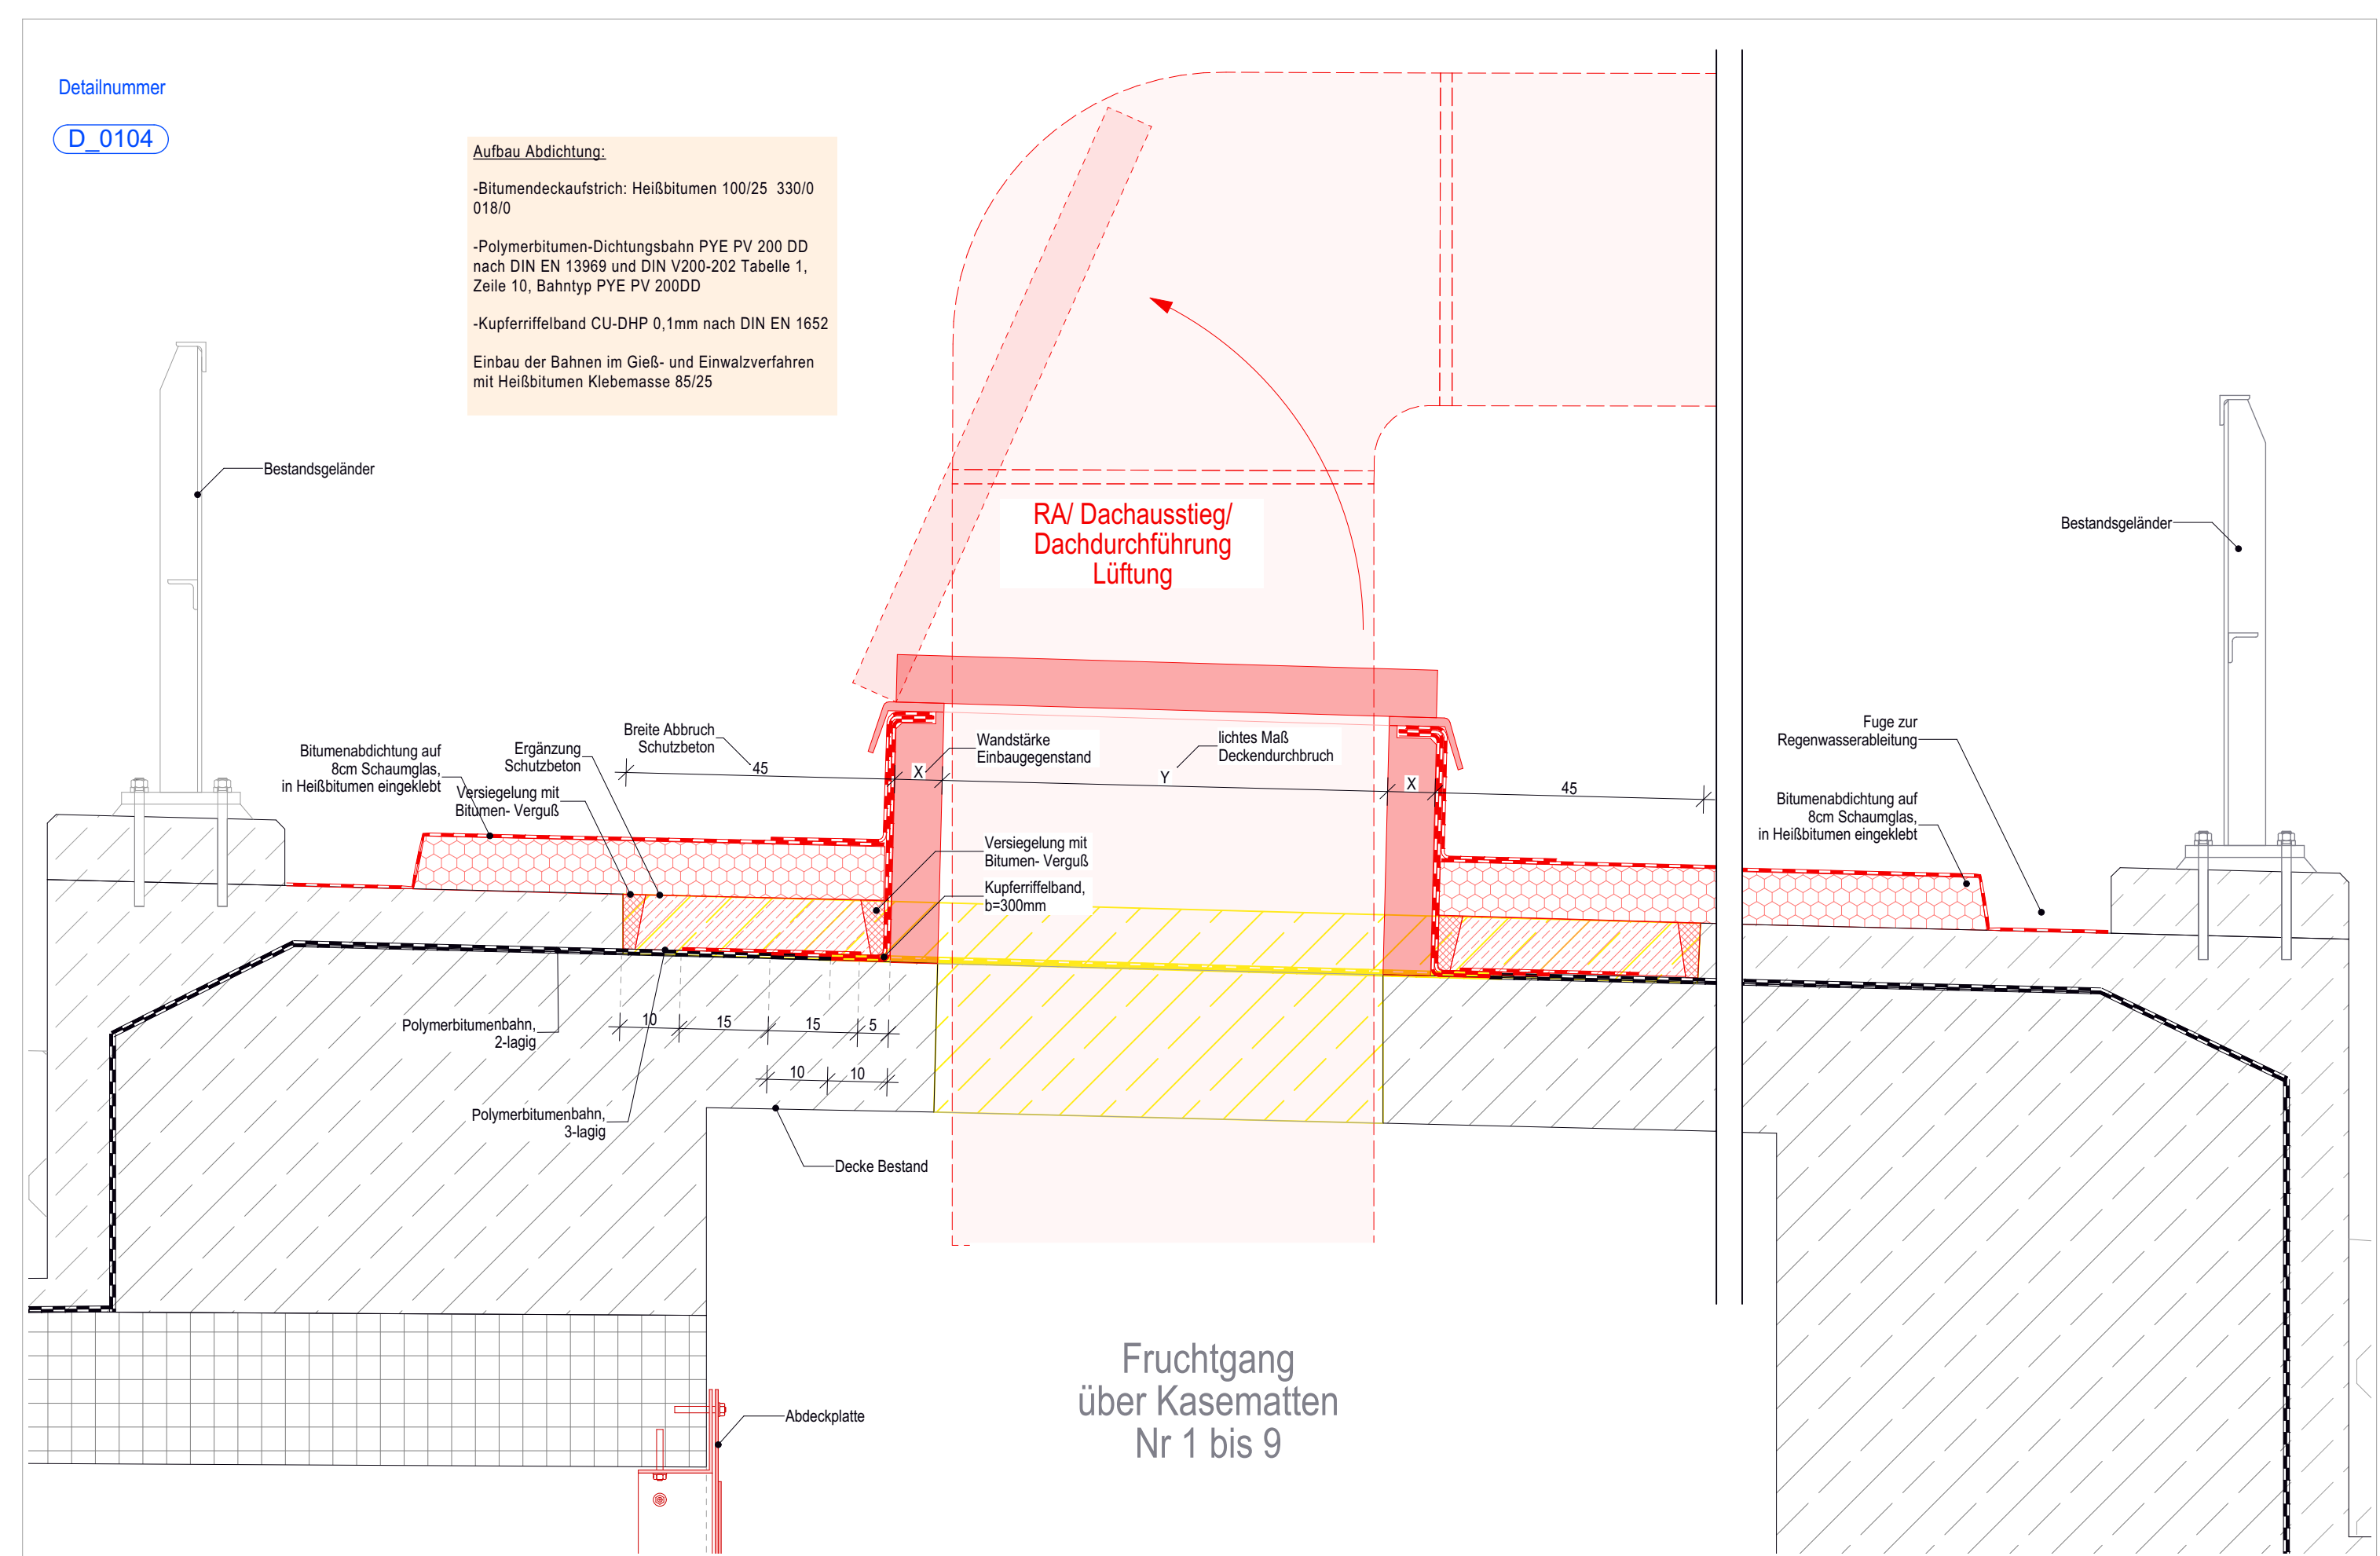 Detailnummer
D_0104
Aufbau Abdichtung:
-Bitumendeckaufstrich: Heißbitumen 100/25  330/0
018/0
-Polymerbitumen-Dichtungsbahn PYE PV 200 DD
nach DIN EN 13969 und DIN V200-202 Tabelle 1,
Zeile 10, Bahntyp PYE PV 200DD
-Kupferriffelband CU-DHP 0,1mm nach DIN EN 1652
Einbau der Bahnen im Gieß- und Einwalzverfahren
mit Heißbitumen Klebemasse 85/25
Bestandsgeländer
RA/ Dachausstieg/
Dachdurchführung
Lüftung
Bestandsgeländer
Bitumenabdichtung auf
8cm Schaumglas,
in Heißbitumen eingeklebt
Ergänzung
Schutzbeton
Versiegelung mit
Bitumen- Verguß
Breite Abbruch
Schutzbeton
45
X
Wandstärke
Einbaugegenstand
Y
lichtes Maß
Deckendurchbruch
X
45
Fuge zur
Regenwasserableitung
Bitumenabdichtung auf
8cm Schaumglas,
in Heißbitumen eingeklebt
Versiegelung mit
Bitumen- Verguß
Kupferriffelband,
b=300mm
Polymerbitumenbahn,
2-lagig
10
15
15
5
10
10
Polymerbitumenbahn,
3-lagig
Decke Bestand
Abdeckplatte
Fruchtgang
über Kasematten
Nr 1 bis 9